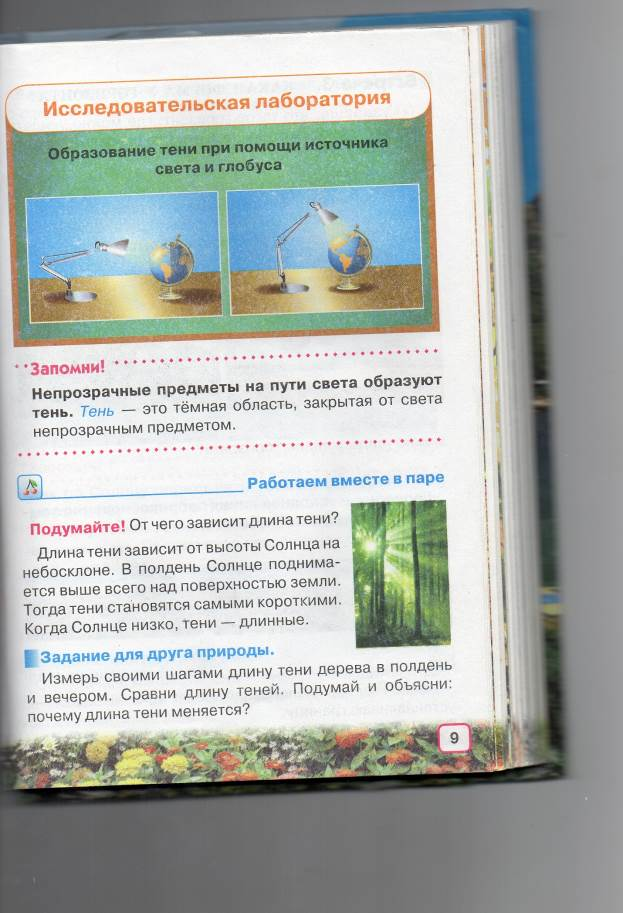 Исследовательская лаборатория
Образование тени при помощи источника
света и глобуса
Запомни!
Непрозрачные предметы на пути света образуют
тень. Тень — это тёмная область, закрытая от света
непрозрачным предметом.
Работаем вместе в паре
Подумайте! От чего зависит длина тени?
Длина тени зависит от высоты Солнца на
небосклоне. В полдень Солнце поднима-
ется выше всего над поверхностью земли.
Тогда тени становятся самыми короткими.
Когда Солнце низко, тени — длинные.
Задание для друга природы.
Измерь своими шагами длину тени дерева в полдень
и вечером. Сравни длину теней. Подумай и объясни:
почему длина тени меняется?
9